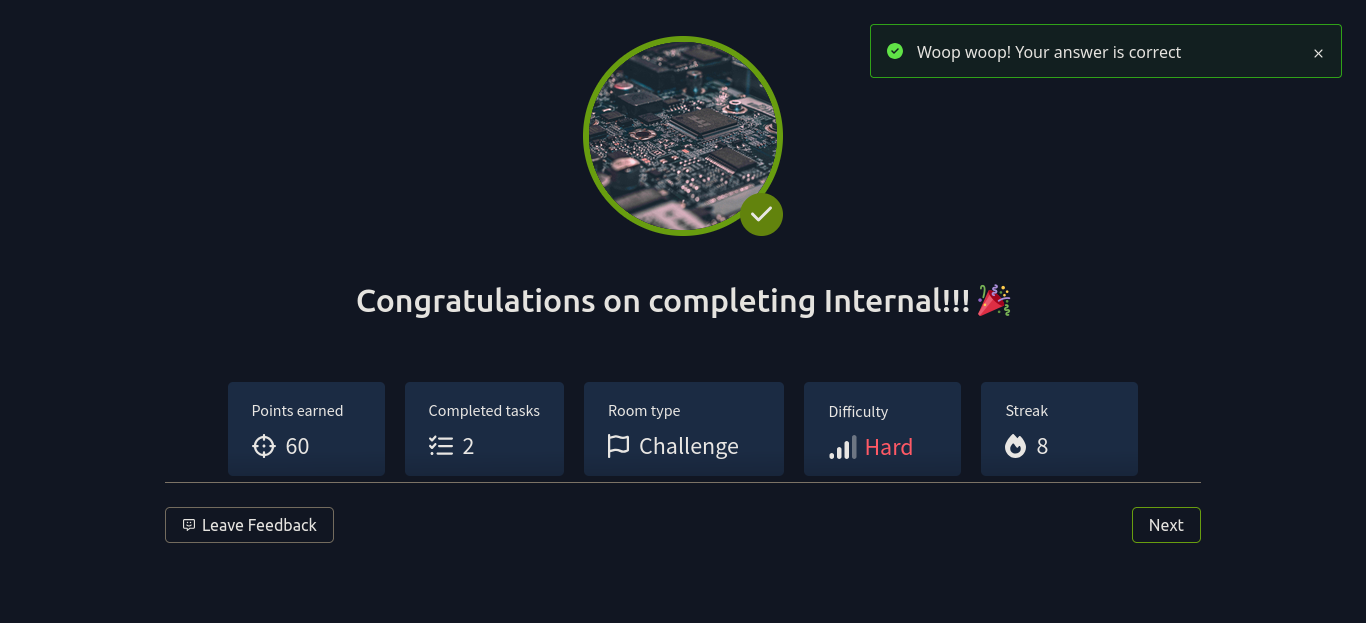 Woop woop! Your answer is correct
Congratulations on completing Internal!!! 🎉
Points earned
60
Completed tasks
2
Room type
Challenge
Difficulty
Hard
Streak
8
Leave Feedback
Next